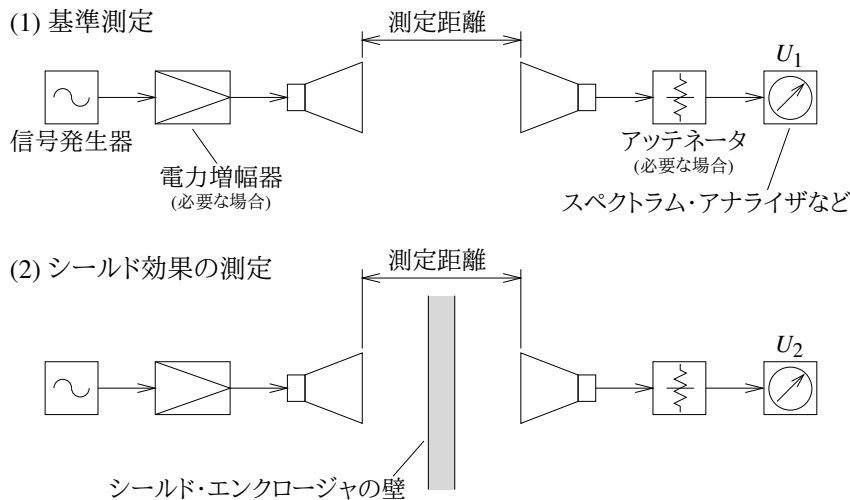 (1) 基準測定
測定距離
U1
信号発生器
電力増幅器
(必要な場合)
アッテネータ
(必要な場合)
スペクトラム・アナライザなど
(2) シールド効果の測定
測定距離
U2
シールド・エンクロージャの壁